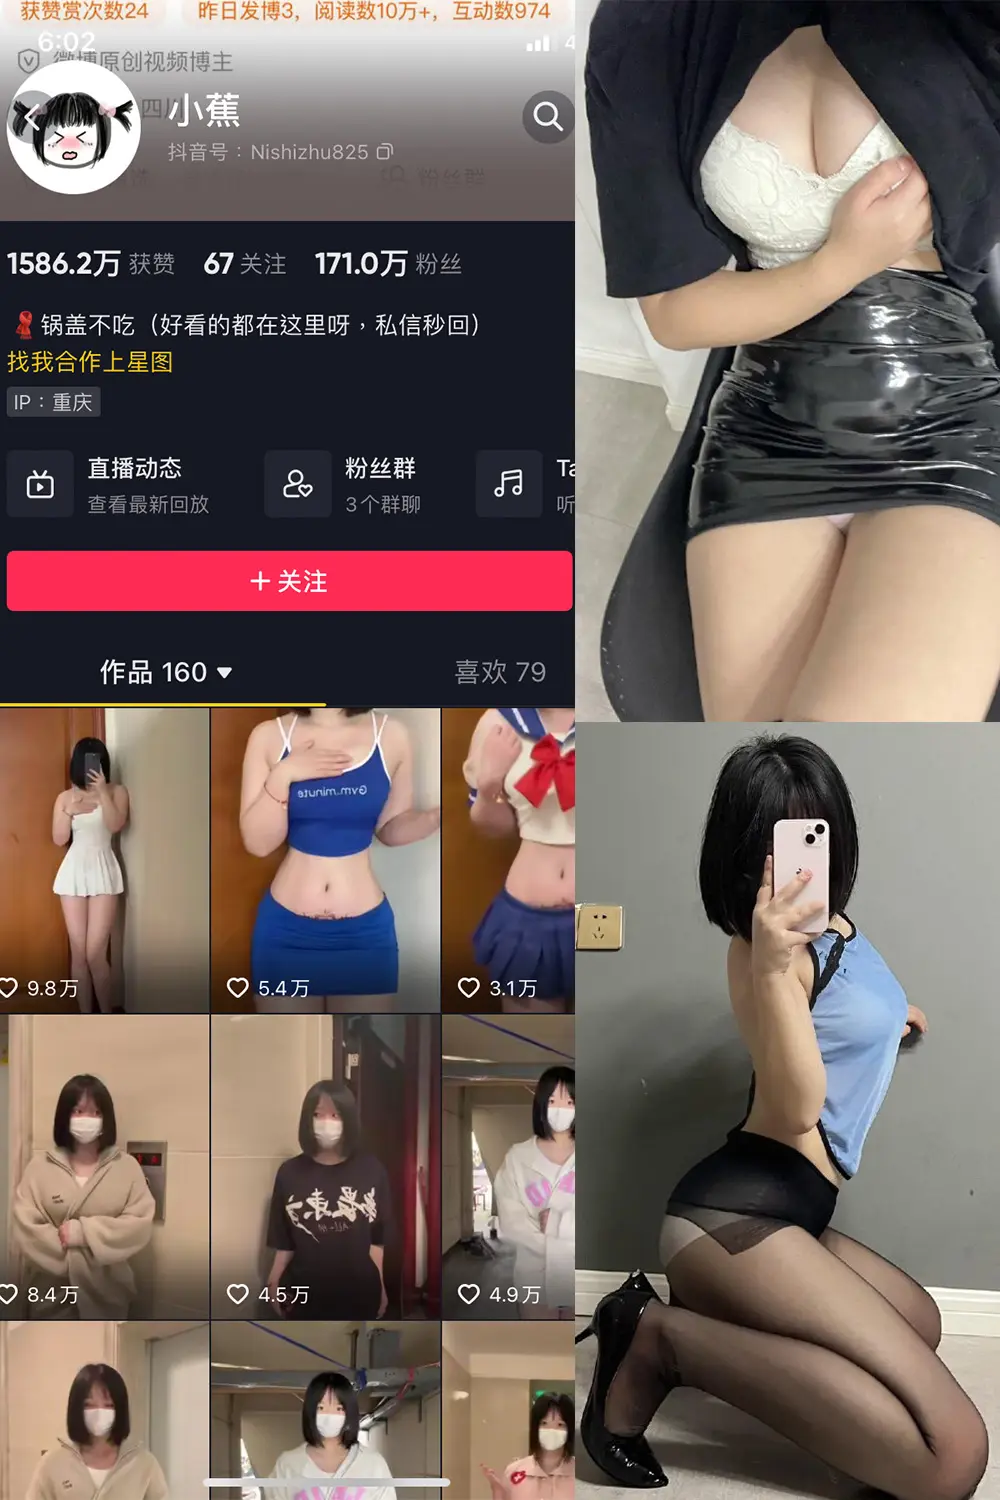 获赞赏次数24 昨日发博3，阅读数10万+，互动数974
6:02 4
微博原创视频博主
四川
小蕉
抖音号：Nishizhu825
粉丝群
1586.2万 获赞 67 关注 171.0万 粉丝
锅盖不吃（好看的都在这里呀，私信秒回）
找我合作上星图
IP：重庆
直播动态 粉丝群 Ta
查看最新回放 3个群聊 听
+ 关注
作品 160 喜欢 79
Gym.minute
9.8万 5.4万 3.1万
8.4万 4.5万 4.9万